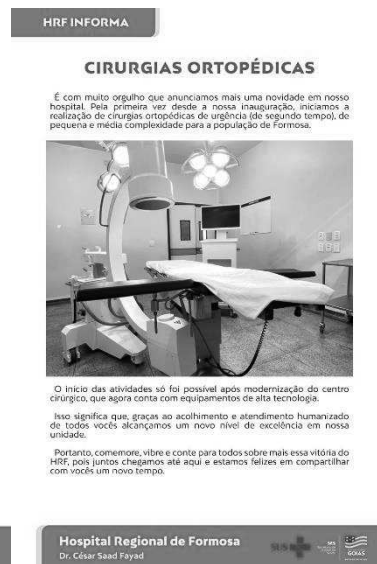 HRF INFORMA
CIRURGIAS ORTOPÉDICAS
É com muito orgulho que anunciamos mais uma novidade em nosso
hospital. Pela primeira vez desde a nossa inauguração, iniciamos a
realização de cirurgias ortopédicas de urgência (de segundo tempo), de
pequena e média complexidade para a população de Formosa.
O início das atividades só foi possível após modernização do centro
cirúrgico, que agora conta com equipamentos de alta tecnologia.
Isso significa que, graças ao acolhimento e atendimento humanizado
de todos vocês alcançamos um novo nível de excelência em nossa
unidade.
Portanto, comemore, vibre e conte para todos sobre mais essa vitória do
HRF, pois juntos chegamos até aqui e estamos felizes em compartilhar
com vocês um novo tempo.
Hospital Regional de Formosa
Dr. César Saad Fayad
SUS
GOIÁS